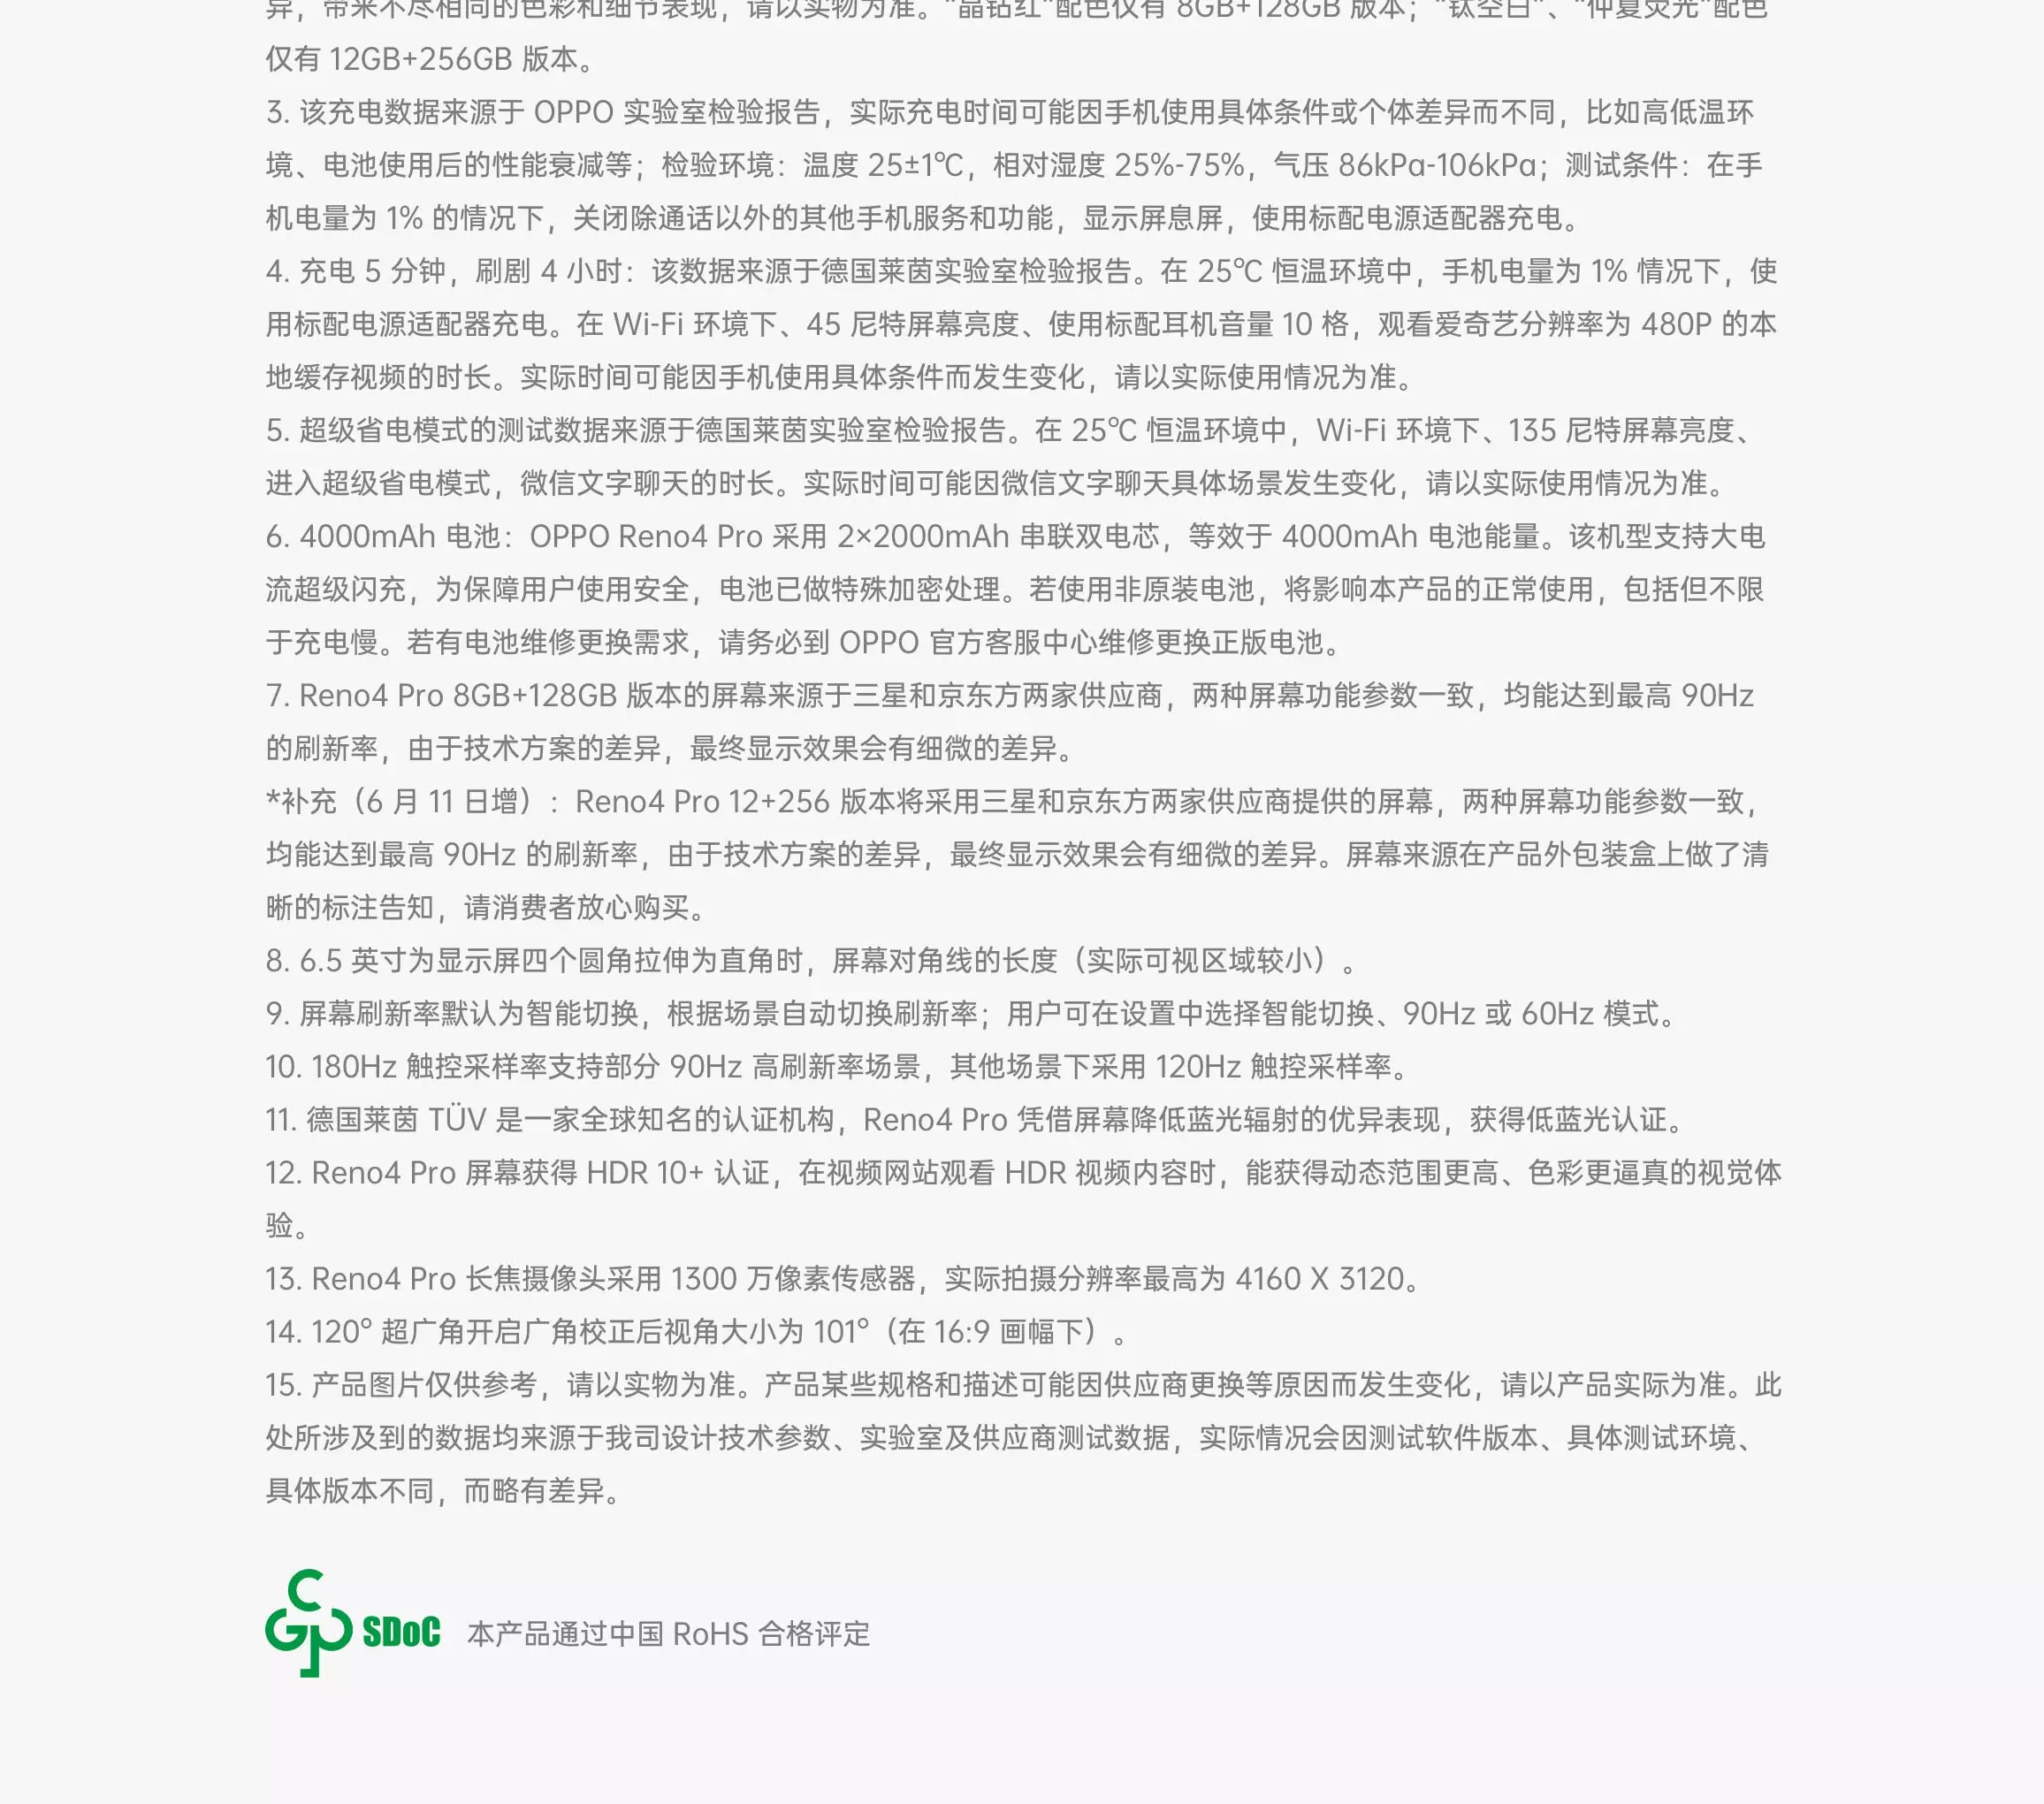 异，带来不尽相同的色彩和细节表现，请以实物为准。“晶钻红”配色仅有 8GB+128GB 版本；“钛空白”、“仲夏荧光”配色
仅有 12GB+256GB 版本。
3. 该充电数据来源于 OPPO 实验室检验报告，实际充电时间可能因手机使用具体条件或个体差异而不同，比如高低温环
境、电池使用后的性能衰减等；检验环境：温度 25±1℃，相对湿度 25%-75%，气压 86kPa-106kPa；测试条件：在手
机电量为 1% 的情况下，关闭除通话以外的其他手机服务和功能，显示屏息屏，使用标配电源适配器充电。
4. 充电 5 分钟，刷剧 4 小时：该数据来源于德国莱茵实验室检验报告。在 25℃ 恒温环境中，手机电量为 1% 情况下，使
用标配电源适配器充电。在 Wi-Fi 环境下、45 尼特屏幕亮度、使用标配耳机音量 10 格，观看爱奇艺分辨率为 480P 的本
地缓存视频的时长。实际时间可能因手机使用具体条件而发生变化，请以实际使用情况为准。
5. 超级省电模式的测试数据来源于德国莱茵实验室检验报告。在 25℃ 恒温环境中，Wi-Fi 环境下、135 尼特屏幕亮度、
进入超级省电模式，微信文字聊天的时长。实际时间可能因微信文字聊天具体场景发生变化，请以实际使用情况为准。
6. 4000mAh 电池：OPPO Reno4 Pro 采用 2×2000mAh 串联双电芯，等效于 4000mAh 电池能量。该机型支持大电
流超级闪充，为保障用户使用安全，电池已做特殊加密处理。若使用非原装电池，将影响本产品的正常使用，包括但不限
于充电慢。若有电池维修更换需求，请务必到 OPPO 官方客服中心维修更换正版电池。
7. Reno4 Pro 8GB+128GB 版本的屏幕来源于三星和京东方两家供应商，两种屏幕功能参数一致，均能达到最高 90Hz
的刷新率，由于技术方案的差异，最终显示效果会有细微的差异。
*补充（6 月 11 日增）：Reno4 Pro 12+256 版本将采用三星和京东方两家供应商提供的屏幕，两种屏幕功能参数一致，
均能达到最高 90Hz 的刷新率，由于技术方案的差异，最终显示效果会有细微的差异。屏幕来源在产品外包装盒上做了清
晰的标注告知，请消费者放心购买。
8. 6.5 英寸为显示屏四个圆角拉伸为直角时，屏幕对角线的长度（实际可视区域较小）。
9. 屏幕刷新率默认为智能切换，根据场景自动切换刷新率；用户可在设置中选择智能切换、90Hz 或 60Hz 模式。
10. 180Hz 触控采样率支持部分 90Hz 高刷新率场景，其他场景下采用 120Hz 触控采样率。
11. 德国莱茵 TÜV 是一家全球知名的认证机构，Reno4 Pro 凭借屏幕降低蓝光辐射的优异表现，获得低蓝光认证。
12. Reno4 Pro 屏幕获得 HDR 10+ 认证，在视频网站观看 HDR 视频内容时，能获得动态范围更高、色彩更逼真的视觉体
验。
13. Reno4 Pro 长焦摄像头采用 1300 万像素传感器，实际拍摄分辨率最高为 4160 X 3120。
14. 120° 超广角开启广角校正后视角大小为 101°（在 16:9 画幅下）。
15. 产品图片仅供参考，请以实物为准。产品某些规格和描述可能因供应商更换等原因而发生变化，请以产品实际为准。此
处所涉及到的数据均来源于我司设计技术参数、实验室及供应商测试数据，实际情况会因测试软件版本、具体测试环境、
具体版本不同，而略有差异。
CGP SDoC 本产品通过中国 RoHS 合格评定